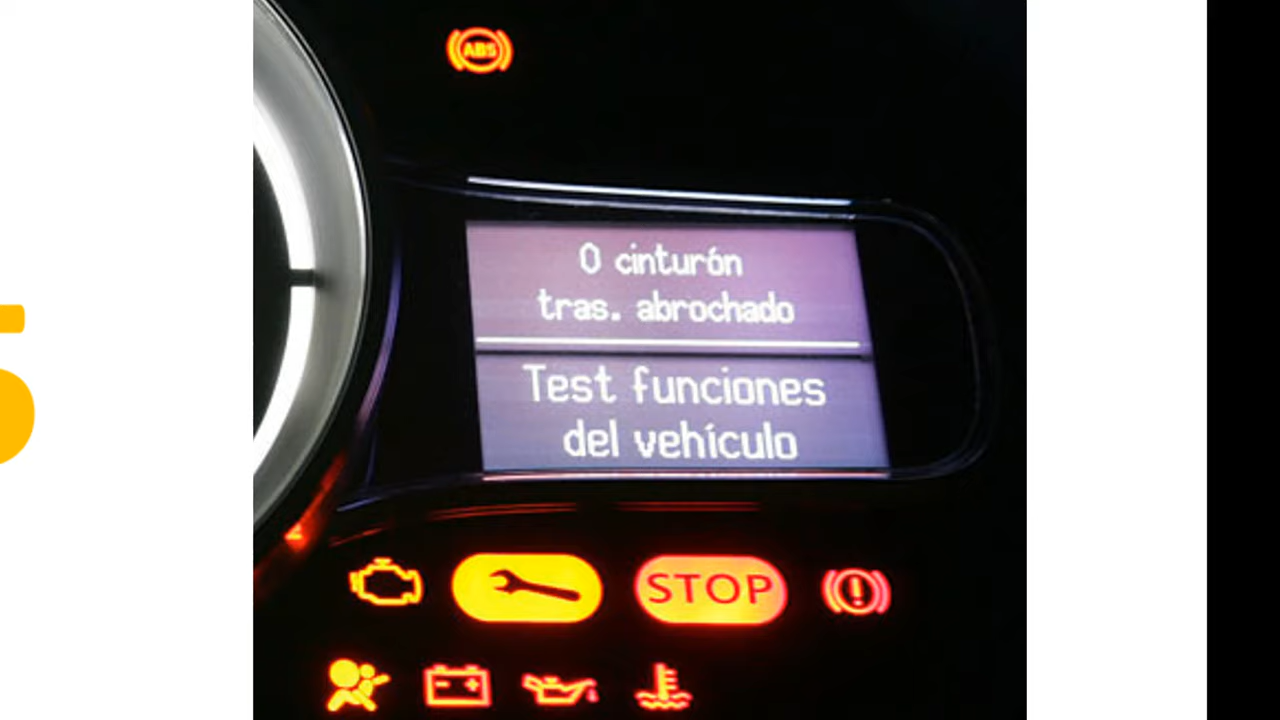 ABS
0 cinturón
tras. abrochado
Test funciones
del vehículo
STOP